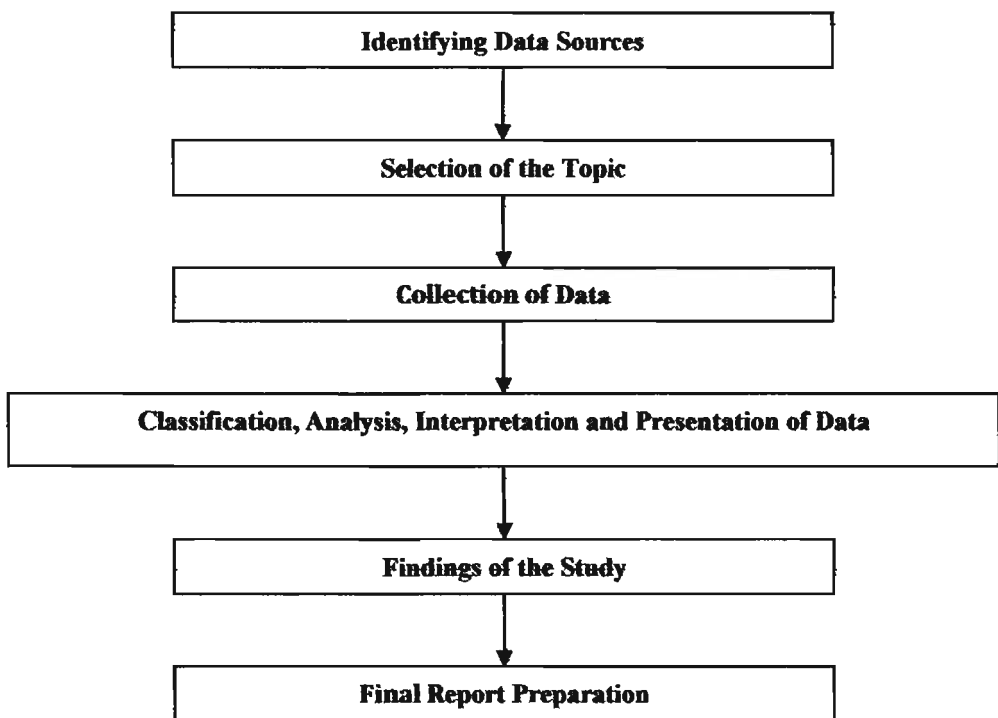 Identifying Data Sources
Selection of the Topic
Collection of Data
Classification, Analysis, Interpretation and Presentation of Data
Findings of the Study
Final Report Preparation